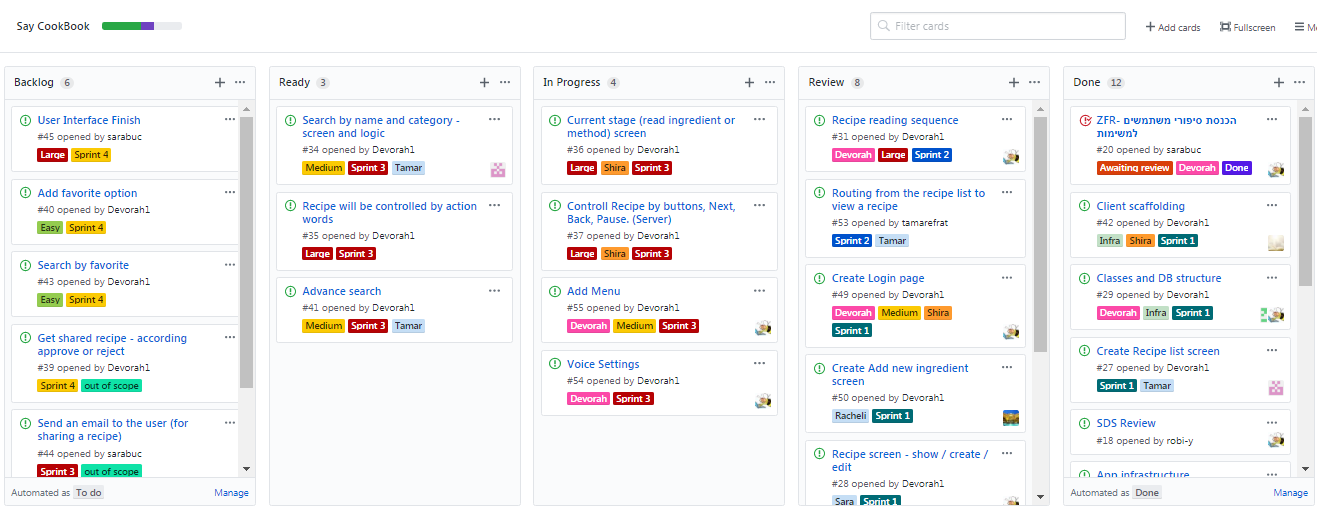 Say CookBook
Filter cards
Add cards
Fullscreen
Backlog 6
User Interface Finish
#45 opened by sarabuc
Large Sprint 4
Add favorite option
#40 opened by Devorah1
Easy Sprint 4
Search by favorite
#43 opened by Devorah1
Easy Sprint 4
Get shared recipe - according
approve or reject
#39 opened by Devorah1
Sprint 4 out of scope
Send an email to the user (for
sharing a recipe)
#44 opened by sarabuc
Sprint 3 out of scope
Automated as To do Manage
Ready 3
Search by name and category -
screen and logic
#34 opened by Devorah1
Medium Sprint 3 Tamar
Recipe will be controlled by action
words
#35 opened by Devorah1
Large Sprint 3
Advance search
#41 opened by Devorah1
Medium Sprint 3 Tamar
In Progress 4
Current stage (read ingredient or
method) screen
#36 opened by Devorah1
Large Shira Sprint 3
Controll Recipe by buttons, Next,
Back, Pause. (Server)
#37 opened by Devorah1
Large Shira Sprint 3
Add Menu
#55 opened by Devorah1
Devorah Medium Sprint 3
Voice Settings
#54 opened by Devorah1
Devorah Sprint 3
Review 8
Recipe reading sequence
#31 opened by Devorah1
Devorah Large Sprint 2
Routing from the recipe list to
view a recipe
#53 opened by tamarefrat
Sprint 2 Tamar
Create Login page
#49 opened by Devorah1
Devorah Medium Shira
Sprint 1
Create Add new ingredient
screen
#50 opened by Devorah1
Racheli Sprint 1
Recipe screen - show / create /
edit
#28 opened by Devorah1
Sara Sprint 1
Done 12
ZFR- הכנסת סיפורי משתמשים
למשימות
#20 opened by sarabuc
Awaiting review Devorah Done
Client scaffolding
#42 opened by Devorah1
Infra Shira Sprint 1
Classes and DB structure
#29 opened by Devorah1
Devorah Infra Sprint 1
Create Recipe list screen
#27 opened by Devorah1
Sprint 1 Tamar
SDS Review
#18 opened by robi-y
App infrastructure
Automated as Done Manage